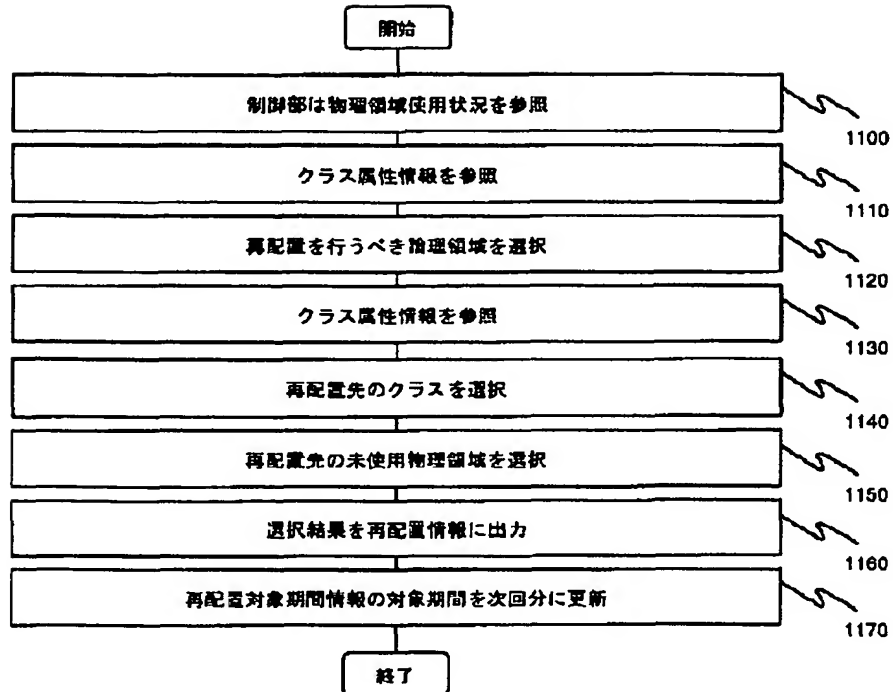 開始
制御部は物理領域使用状況を参照
1100
クラス属性情報を参照
1110
再配置を行うべき論理領域を選択
1120
クラス属性情報を参照
1130
再配置先のクラスを選択
1140
再配置先の未使用物理領域を選択
1150
選択結果を再配置情報に出力
1160
再配置対象期間情報の対象期間を次回分に更新
1170
終了